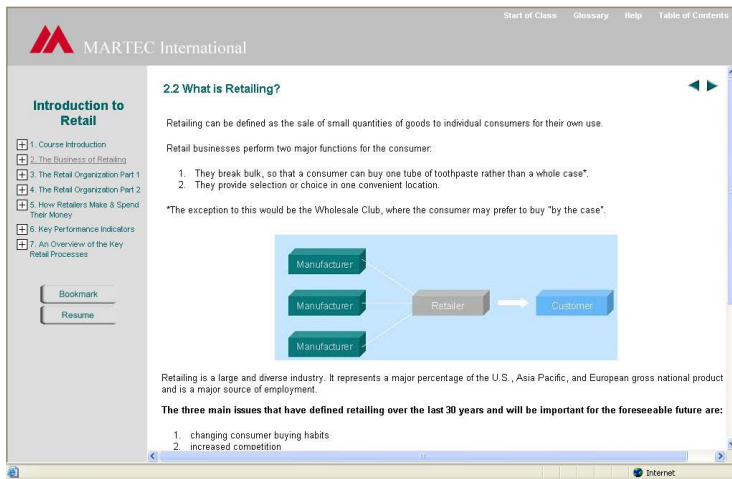 Start of Class Glossary Help Table of Contents
MARTEC International
Introduction to
Retail
1. Course Introduction
2. The Business of Retailing
3. The Retail Organization Part 1
4. The Retail Organization Part 2
5. How Retailers Make & Spend
Their Money
6. Key Performance Indicators
7. An Overview of the Key
Retail Processes
Bookmark
Resume
2.2 What is Retailing?
Retailing can be defined as the sale of small quantities of goods to individual consumers for their own use.
Retail businesses perform two major functions for the consumer:
1. They break bulk, so that a consumer can buy one tube of toothpaste rather than a whole case*.
2. They provide selection or choice in one convenient location.
*The exception to this would be the Wholesale Club, where the consumer may prefer to buy "by the case".
Manufacturer
Manufacturer Retailer Customer
Manufacturer
Retailing is a large and diverse industry. It represents a major percentage of the U.S., Asia Pacific, and European gross national product
and is a major source of employment.
The three main issues that have defined retailing over the last 30 years and will be important for the foreseeable future are:
1. changing consumer buying habits
2. increased competition
Internet